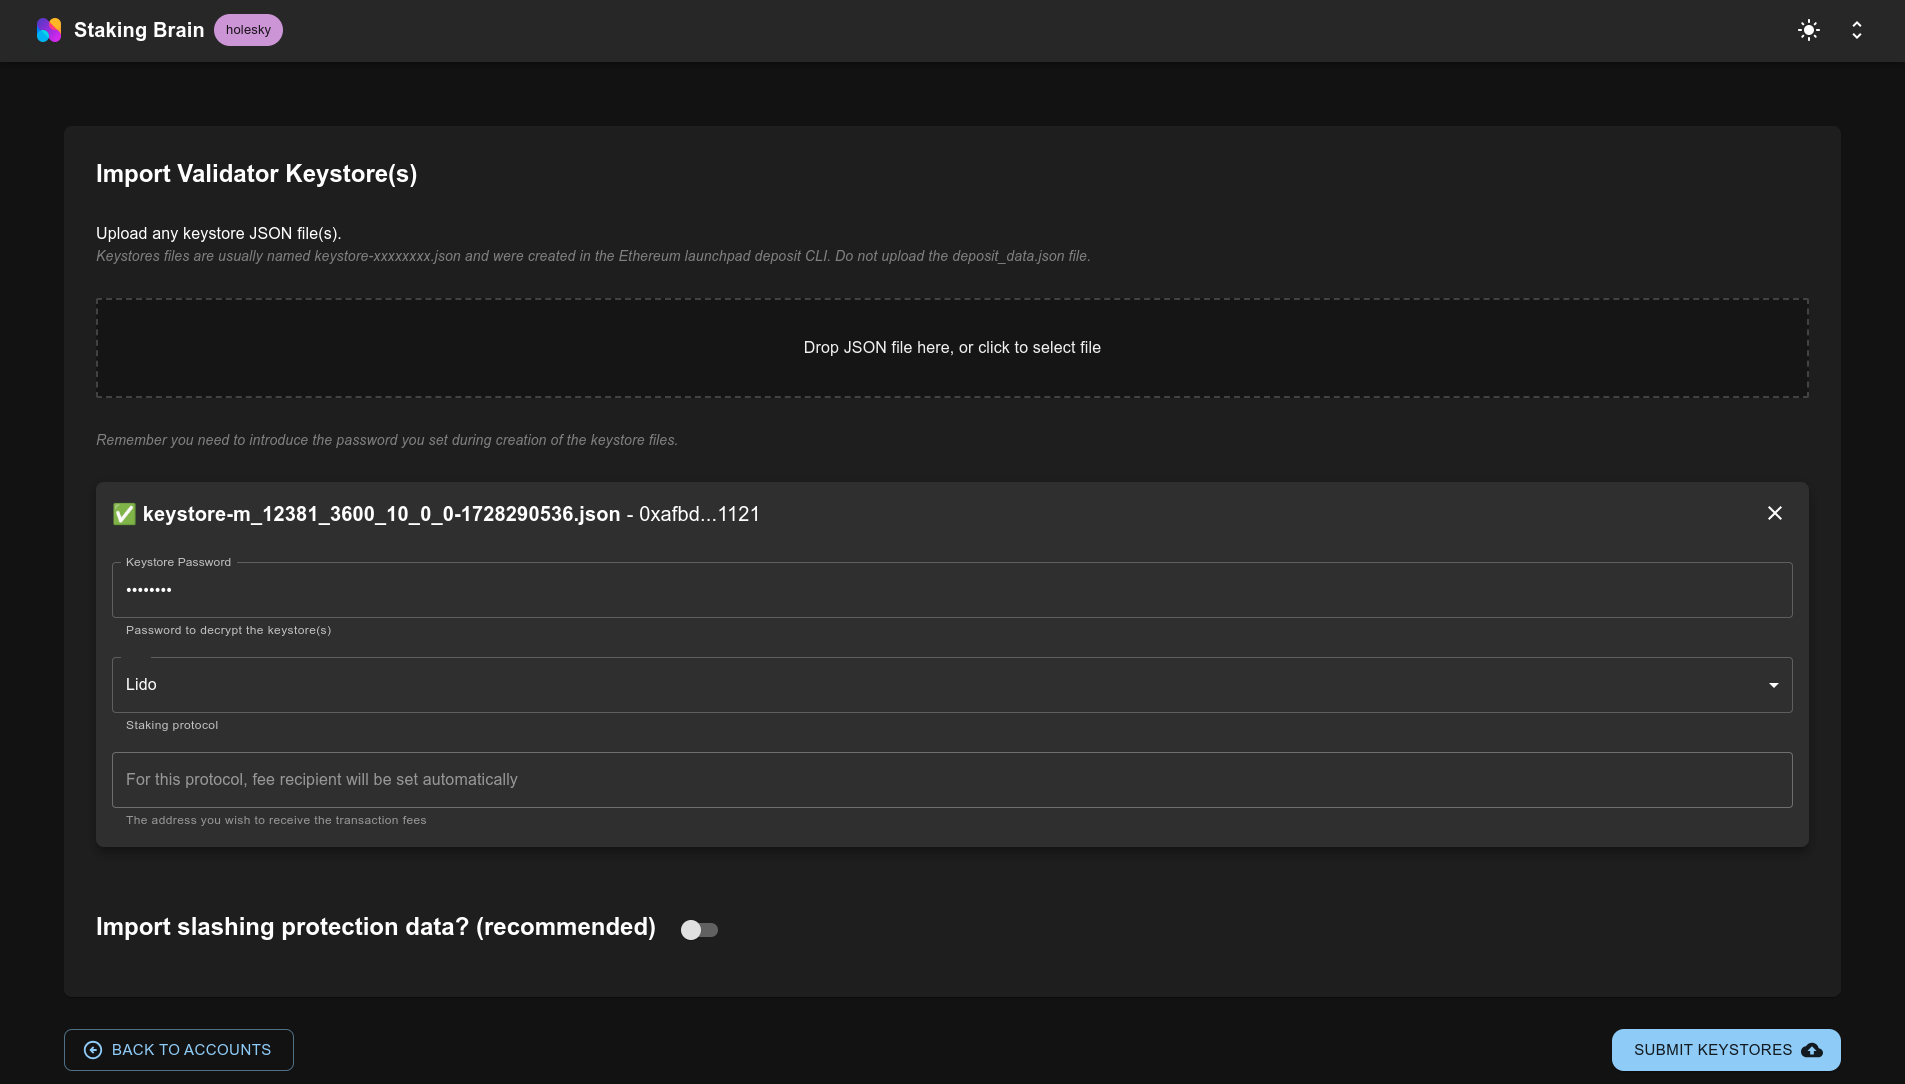 Staking Brain
holesky
Import Validator Keystore(s)
Upload any keystore JSON file(s).
Keystores files are usually named keystore-xxxxxxxx.json and were created in the Ethereum launchpad deposit CLI. Do not upload the deposit_data.json file.
Drop JSON file here, or click to select file
Remember you need to introduce the password you set during creation of the keystore files.
✅ keystore-m_12381_3600_10_0_0-1728290536.json - 0xafbd...1121
Keystore Password
••••••••
Password to decrypt the keystore(s)
Lido
Staking protocol
For this protocol, fee recipient will be set automatically
The address you wish to receive the transaction fees
Import slashing protection data? (recommended)
BACK TO ACCOUNTS
SUBMIT KEYSTORES